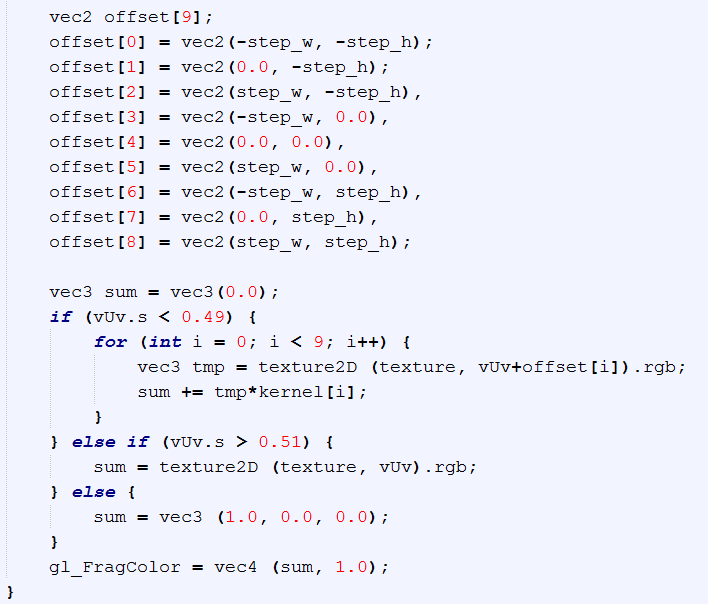 vec2 offset[9];
offset[0] = vec2(-step_w, -step_h);
offset[1] = vec2(0.0, -step_h);
offset[2] = vec2(step_w, -step_h),
offset[3] = vec2(-step_w, 0.0),
offset[4] = vec2(0.0, 0.0),
offset[5] = vec2(step_w, 0.0),
offset[6] = vec2(-step_w, step_h),
offset[7] = vec2(0.0, step_h),
offset[8] = vec2(step_w, step_h);
vec3 sum = vec3(0.0);
if (vUv.s < 0.49) {
for (int i = 0; i < 9; i++) {
vec3 tmp = texture2D (texture, vUv+offset[i]).rgb;
sum += tmp*kernel[i];
}
} else if (vUv.s > 0.51) {
sum = texture2D (texture, vUv).rgb;
} else {
sum = vec3 (1.0, 0.0, 0.0);
}
gl_FragColor = vec4 (sum, 1.0);
}